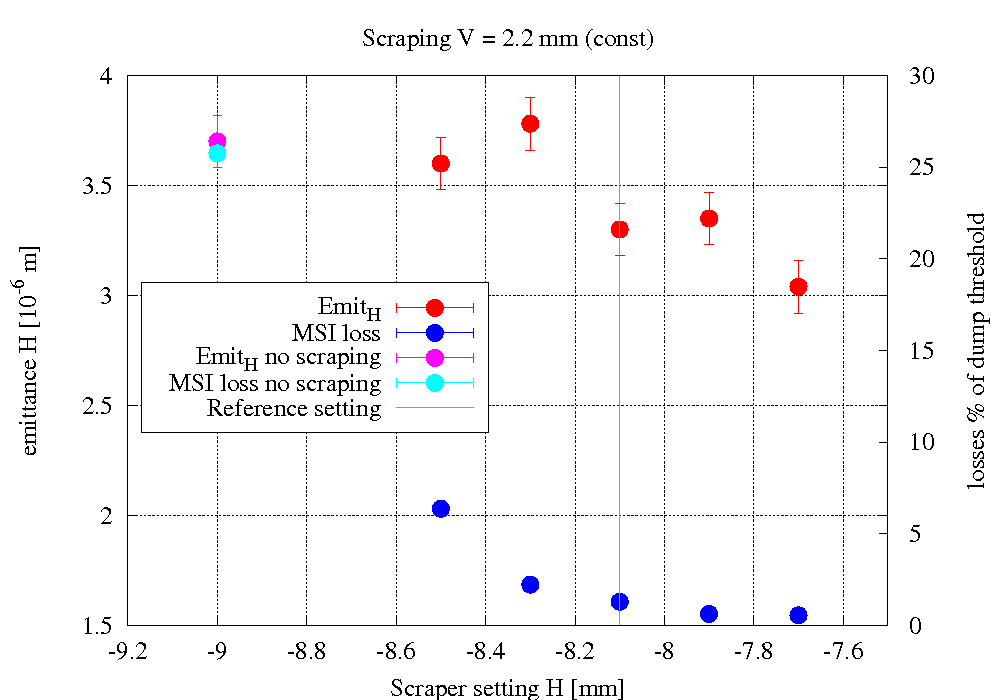 Scraping V = 2.2 mm (const)
4
3.5
3
2.5
2
1.5
emittance H [10^-6 m]
30
25
20
15
10
5
0
losses % of dump threshold
Emit_H
MSI loss
Emit_H no scraping
MSI loss no scraping
Reference setting
-9.2 -9 -8.8 -8.6 -8.4 -8.2 -8 -7.8 -7.6
Scraper setting H [mm]